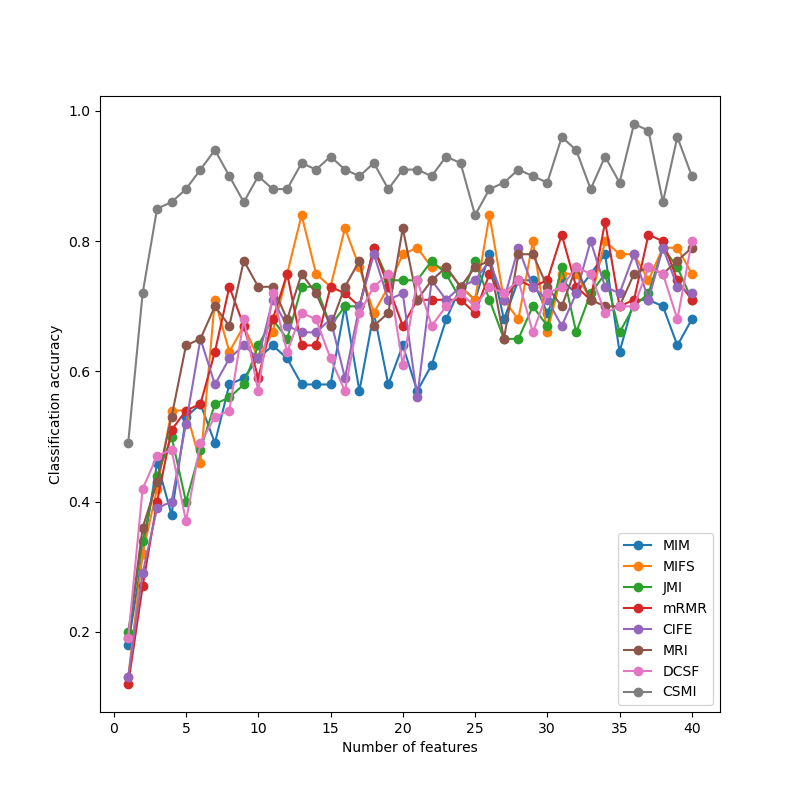 1.0
0.8
0.6
0.4
0.2
Classification accuracy
0 5 10 15 20 25 30 35 40
Number of features
MIM
MIFS
JMI
mRMR
CIFE
MRI
DCSF
CSMI